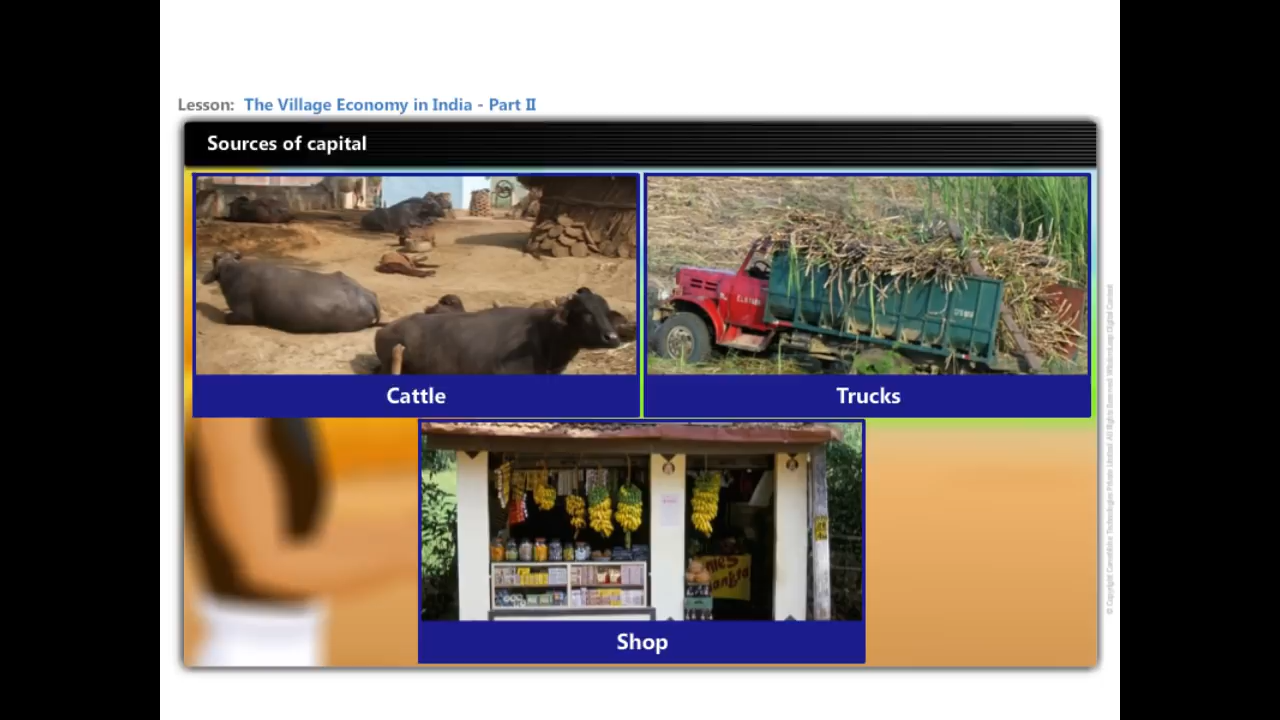 Lesson: The Village Economy in India - Part II
Sources of capital
Cattle
Trucks
Shop